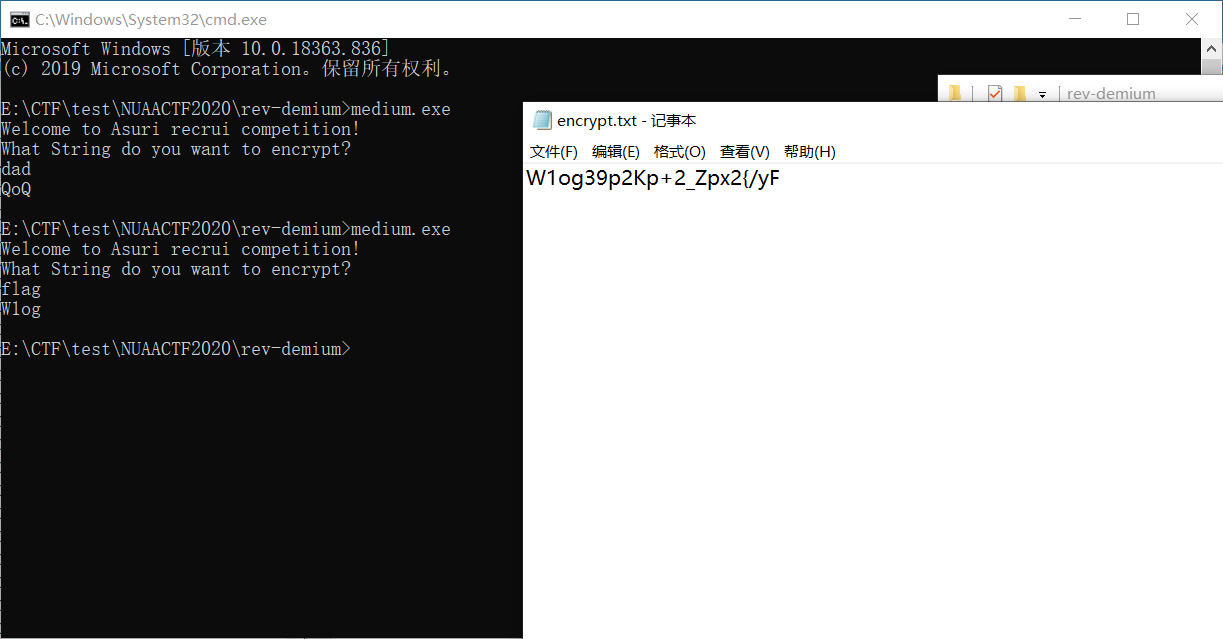 C:\Windows\System32\cmd.exe
Microsoft Windows [版本 10.0.18363.836]
(c) 2019 Microsoft Corporation。保留所有权利。
E:\CTF\test\NUAACTF2020\rev-demium>medium.exe
Welcome to Asuri recrui competition!
What String do you want to encrypt?
dad
QoQ
E:\CTF\test\NUAACTF2020\rev-demium>medium.exe
Welcome to Asuri recrui competition!
What String do you want to encrypt?
flag
W1og
E:\CTF\test\NUAACTF2020\rev-demium>
rev-demium
encrypt.txt - 记事本
文件(F) 编辑(E) 格式(O) 查看(V) 帮助(H)
W1og39p2Kp+2_Zpx2{/yF